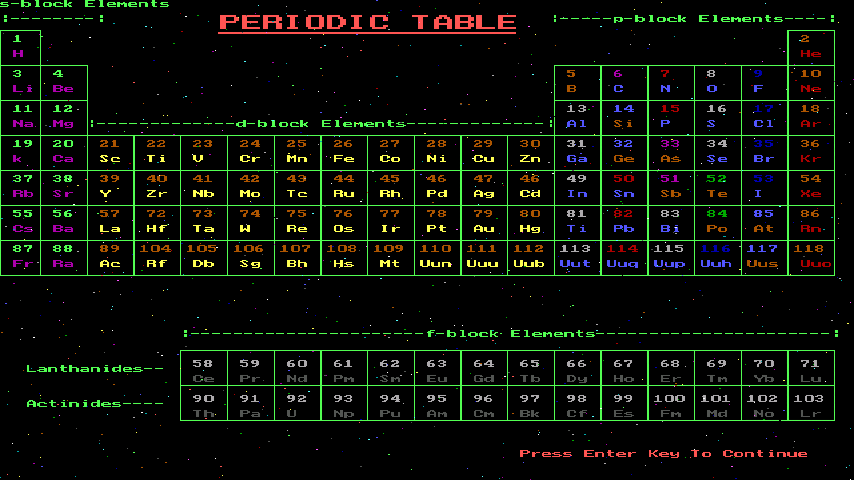 s-block Elements
PERIODIC TABLE
¦--------¦ ¦-----p-block Elements----¦
1 2
H He
3 4 5 6 7 8 9 10
Li Be B C N O F Ne
11 12 13 14 15 16 17 18
Na Mg Al Si P S Cl Ar
¦--------------d-block Elements--------------¦
19 20 21 22 23 24 25 26 27 28 29 30 31 32 33 34 35 36
k Ca Sc Ti V Cr Mn Fe Co Ni Cu Zn Ga Ge As Se Br Kr
37 38 39 40 41 42 43 44 45 46 47 46 49 50 51 52 53 54
Rb Sr Y Zr Nb Mo Tc Ru Rh Pd Ag Cd In Sn Sb Te I Xe
55 56 57 72 73 74 75 76 77 78 79 80 81 82 83 84 85 86
Cs Ba La Hf Ta W Re Os Ir Pt Au Hg Ti Pb Bi Po At Rn
87 88 89 104 105 106 107 108 109 110 111 112 113 114 115 116 117 118
Fr Ra Ac Rf Db Sg Bh Hs Mt Uun Uuu Uub Uut Uuq Uup Uuh Uus Uuo
¦------------------------f-block Elements------------------------¦
58 59 60 61 62 63 64 65 66 67 68 69 70 71
Lanthanides-- Ce Pr Nd Pm Sm Eu Gd Tb Dy Ho Er Tm Yb Lu
90 91 92 93 94 95 96 97 98 99 100 101 102 103
Actinides---- Th Pa U Np Pu Am Cm Bk Cf Es Fm Md No Lr
Press Enter Key To Continue